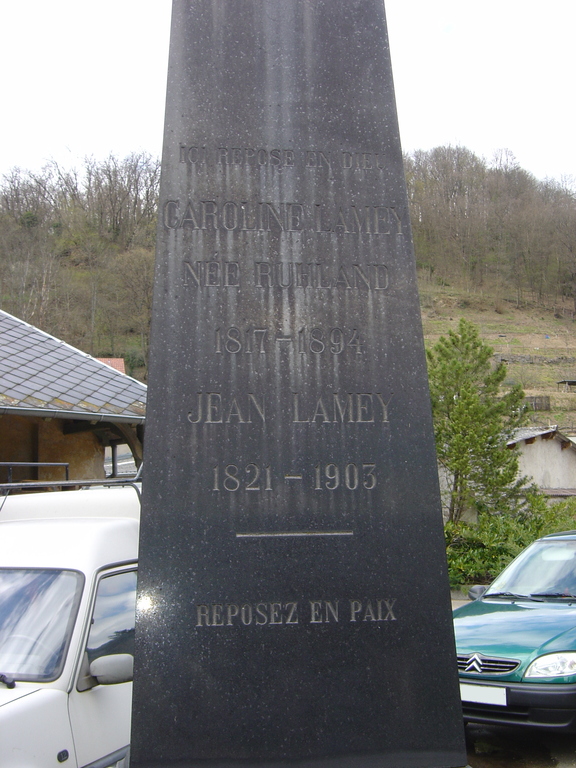 ICI REPOSE EN DIEU
CAROLINE LAMEY
NÉE RUHLAND
1817-1894
JEAN LAMEY
1821-1903
REPOSEZ EN PAIX